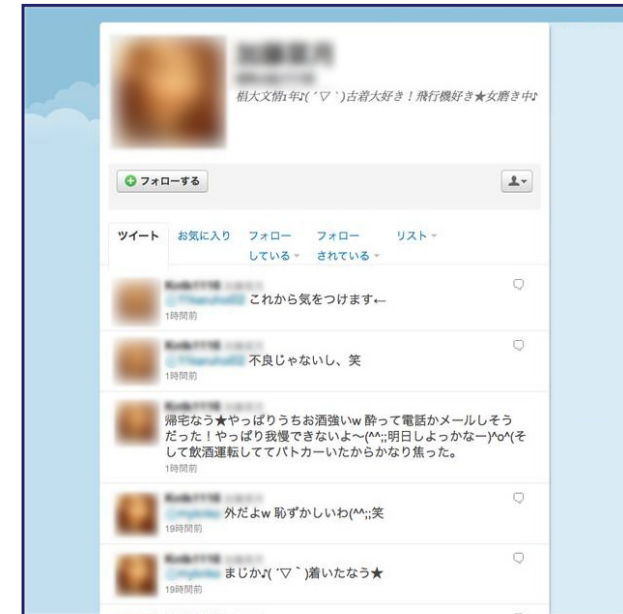 椙大文情1年♪( ´▽｀)古着大好き！飛行機好き★女磨き中♪
フォローする
ツイート お気に入り フォロー フォロー リスト
している されている
これから気をつけます←
1時間前
不良じゃないし、笑
1時間前
帰宅なう★やっぱりうちお酒強いw 酔って電話かメールしそう
だった！やっぱり我慢できないよ〜(^^;;明日しよっかなー)^o^(そ
して飲酒運転しててパトカーいたからかなり焦った。
1時間前
外だよw 恥ずかしいわ(^^;;笑
19時間前
まじか♪( ´▽｀)着いたなう★
19時間前